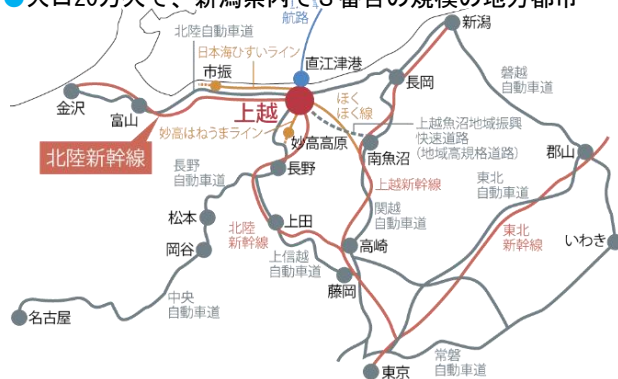 ●人口20万人で、新潟県内で3番目の規模の地方都市
航路
北陸自動車道
日本海ひすいライン
市振
直江津港
新潟
長岡
磐越
自動車道
金沢
富山
上越
ほく
ほく線
妙高はねうまライン
妙高高原
上越魚沼地域振興
快速道路
(地域高規格道路)
南魚沼
北陸新幹線
長野
自動車道
長野
上越新幹線
郡山
東北
自動車道
松本
岡谷
北陸
新幹線
上田
関越
自動車道
高崎
東北
新幹線
いわき
上信越
自動車道
藤岡
中央
自動車道
名古屋
東京
常磐
自動車道